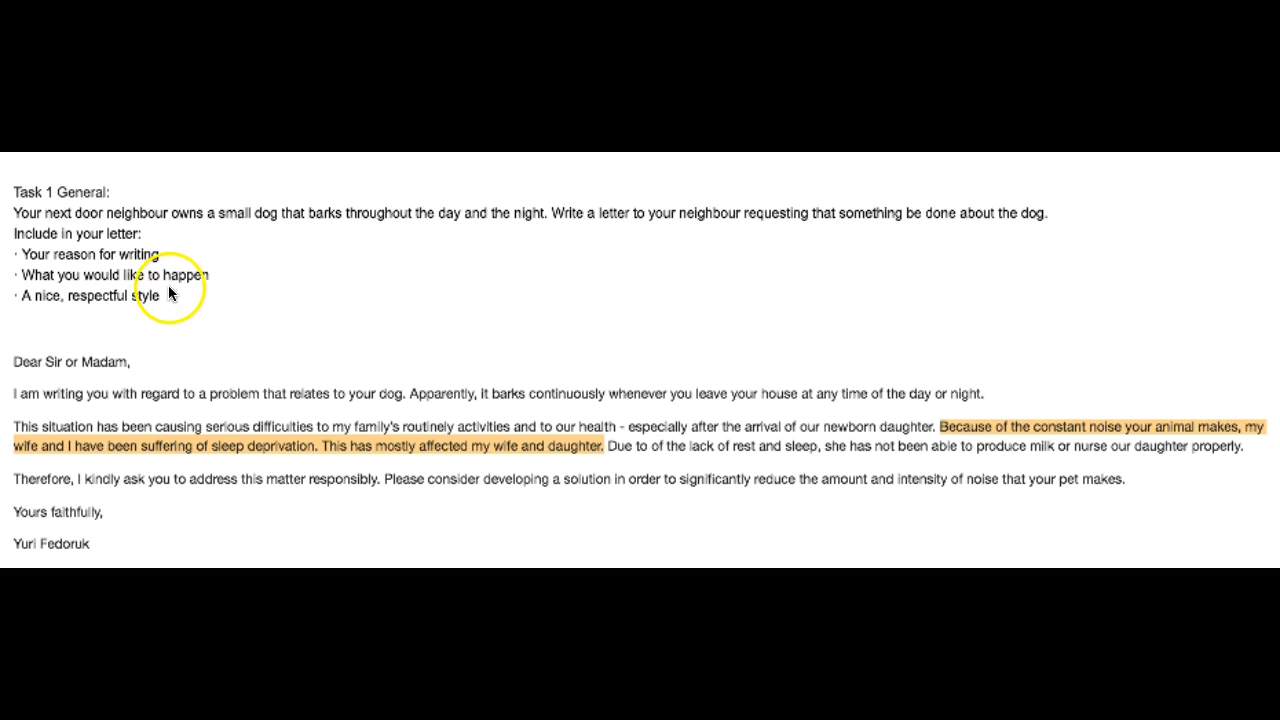 Task 1 General:
Your next door neighbour owns a small dog that barks throughout the day and the night. Write a letter to your neighbour requesting that something be done about the dog.
Include in your letter:
· Your reason for writing
· What you would like to happen
· A nice, respectful style
Dear Sir or Madam,
I am writing you with regard to a problem that relates to your dog. Apparently, it barks continuously whenever you leave your house at any time of the day or night.
This situation has been causing serious difficulties to my family's routinely activities and to our health - especially after the arrival of our newborn daughter. Because of the constant noise your animal makes, my
wife and I have been suffering of sleep deprivation. This has mostly affected my wife and daughter. Due to of the lack of rest and sleep, she has not been able to produce milk or nurse our daughter properly.
Therefore, I kindly ask you to address this matter responsibly. Please consider developing a solution in order to significantly reduce the amount and intensity of noise that your pet makes.
Yours faithfully,
Yuri Fedoruk